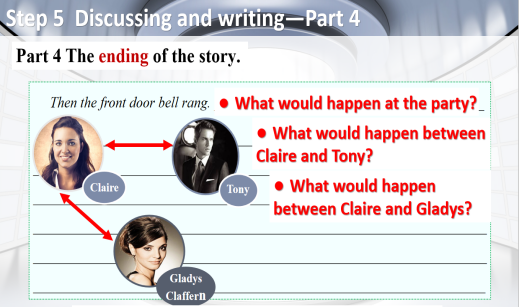 Step 5 Discussing and writing—Part 4
Part 4 The ending of the story.
Then the front door bell rang.
● What would happen at the party?_
● What would happen between
Claire and Tony?
● What would happen
between Claire and Gladys?
Claire
Tony
Gladys
Claffern